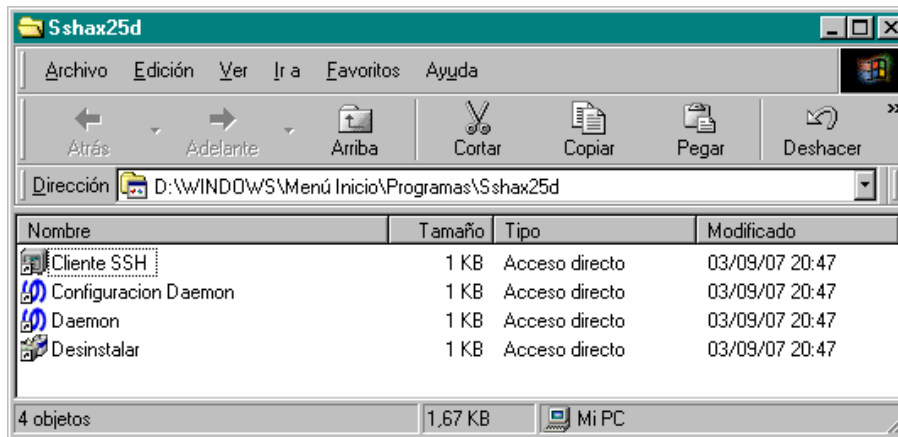 Sshax25d
Archivo Edición Ver Ir a Favoritos Ayuda
Atrás Adelante Arriba Cortar Copiar Pegar Deshacer »
Dirección D:\WINDOWS\Menú Inicio\Programas\Sshax25d
Nombre Tamaño Tipo Modificado
Cliente SSH 1 KB Acceso directo 03/09/07 20:47
Configuracion Daemon 1 KB Acceso directo 03/09/07 20:47
Daemon 1 KB Acceso directo 03/09/07 20:47
Desinstalar 1 KB Acceso directo 03/09/07 20:47
4 objetos 1,67 KB Mi PC